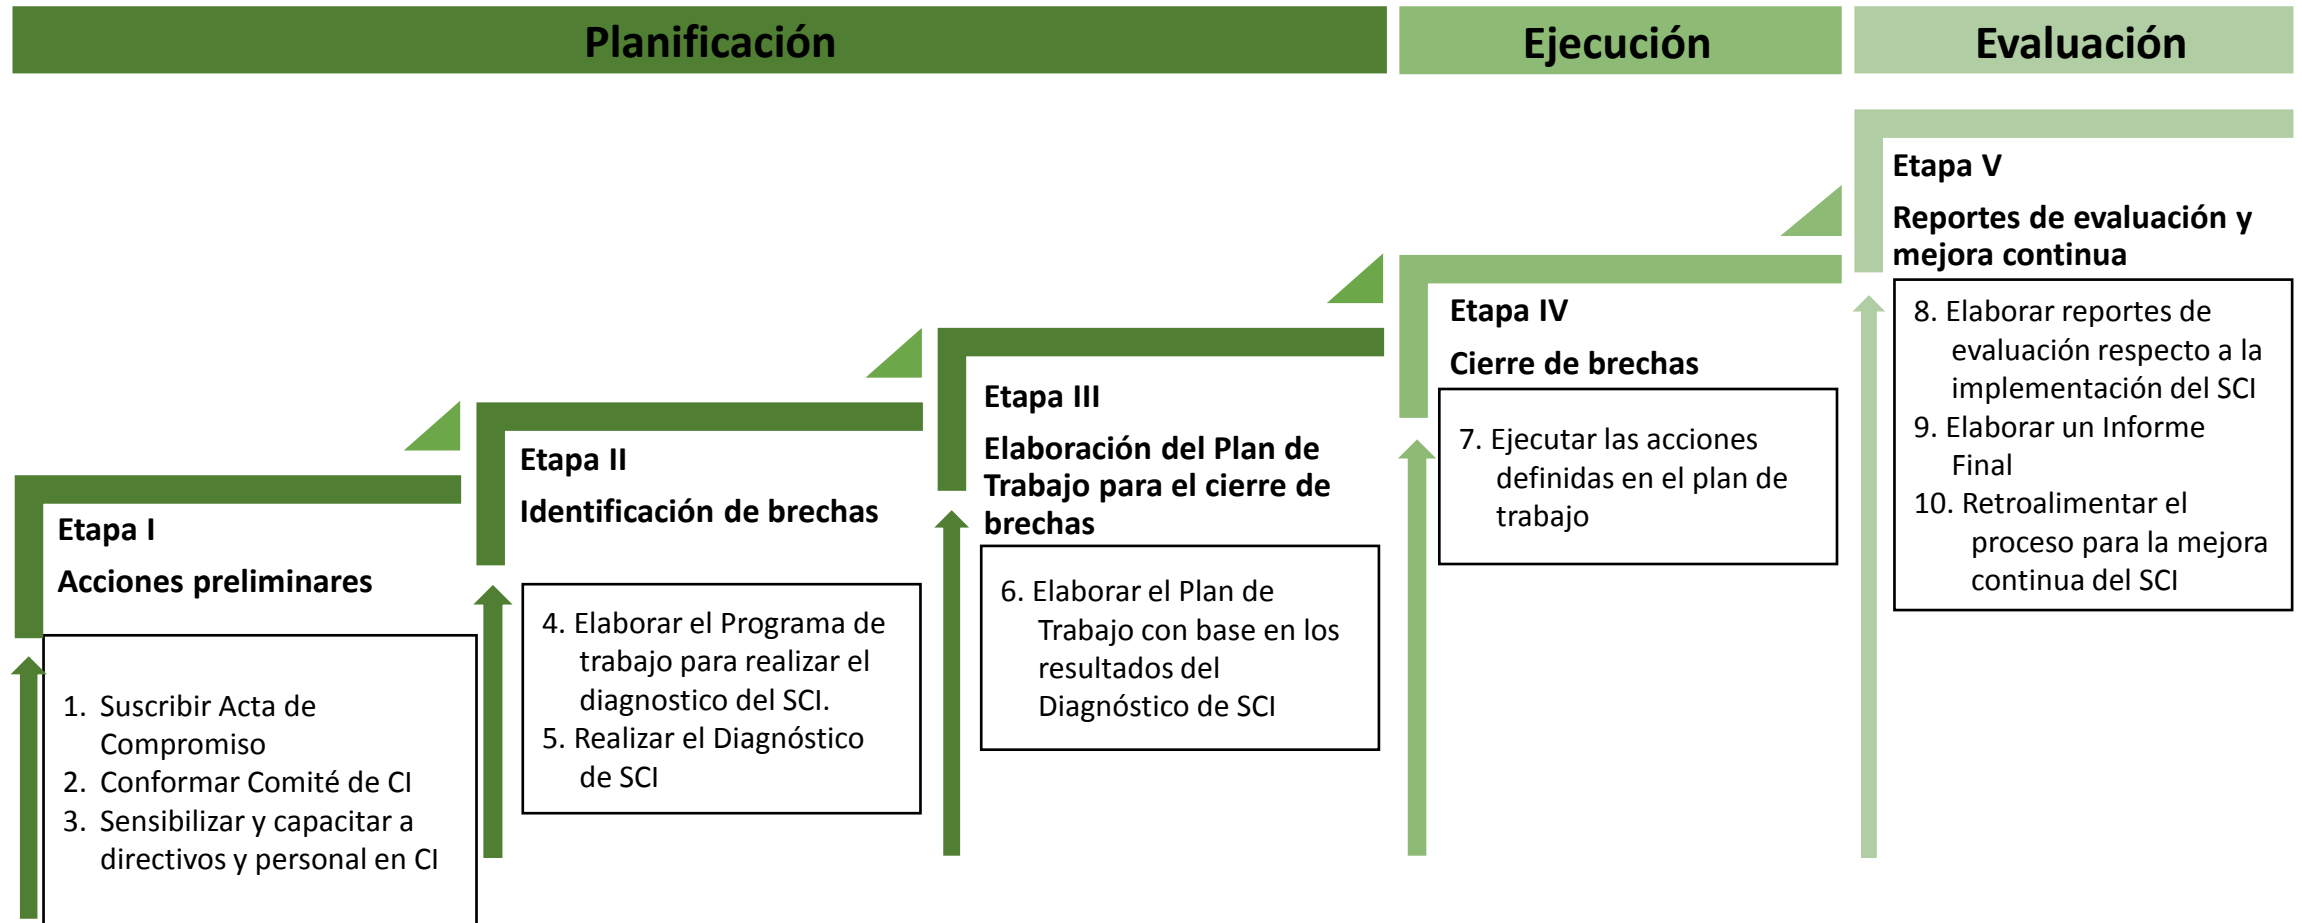 Planificación
Ejecución
Evaluación
Etapa I
Acciones preliminares
1. Suscribir Acta de
Compromiso
2. Conformar Comité de CI
3. Sensibilizar y capacitar a
directivos y personal en CI
Etapa II
Identificación de brechas
4. Elaborar el Programa de
trabajo para realizar el
diagnostico del SCI.
5. Realizar el Diagnóstico
de SCI
Etapa III
Elaboración del Plan de
Trabajo para el cierre de
brechas
6. Elaborar el Plan de
Trabajo con base en los
resultados del
Diagnóstico de SCI
Etapa IV
Cierre de brechas
7. Ejecutar las acciones
definidas en el plan de
trabajo
Etapa V
Reportes de evaluación y
mejora continua
8. Elaborar reportes de
evaluación respecto a la
implementación del SCI
9. Elaborar un Informe
Final
10. Retroalimentar el
proceso para la mejora
continua del SCI